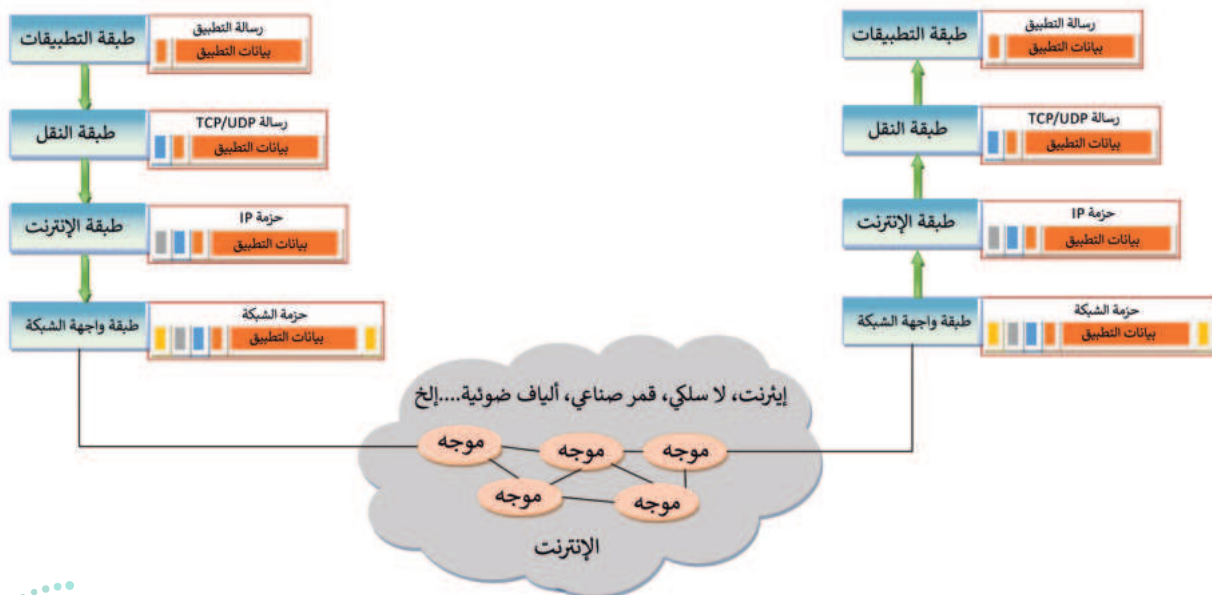 طبقة التطبيقات
رسالة التطبيق
بيانات التطبيق
طبقة النقل
رسالة TCP/UDP
بيانات التطبيق
طبقة الإنترنت
حزمة IP
بيانات التطبيق
طبقة واجهة الشبكة
حزمة الشبكة
بيانات التطبيق
طبقة التطبيقات
رسالة التطبيق
بيانات التطبيق
طبقة النقل
رسالة TCP/UDP
بيانات التطبيق
طبقة الإنترنت
حزمة IP
بيانات التطبيق
طبقة واجهة الشبكة
حزمة الشبكة
بيانات التطبيق
إيثرنت، لا سلكي، قمر صناعي، ألياف ضوئية....إلخ
موجه
موجه
موجه
موجه
موجه
الإنترنت